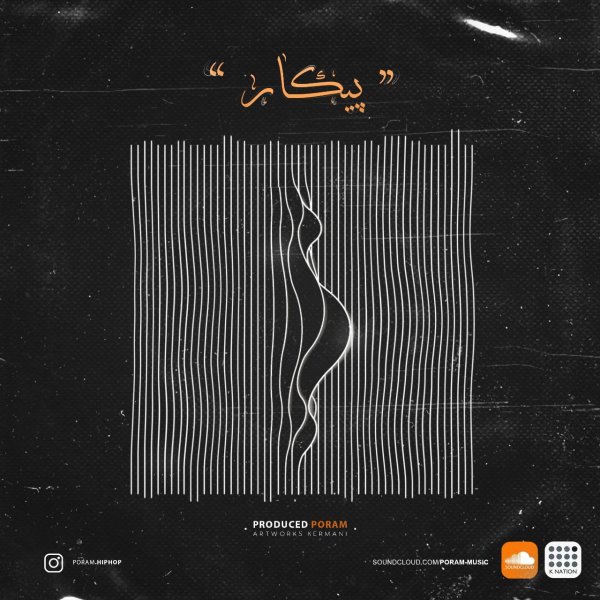 " پیکار "
. PRODUCED PORAM .
ARTWORKS KERMANI
PORAM.HIPHOP
SOUNDCLOUD.COM/PORAM-MUSIC
SOUNDCLOUD
K NATION